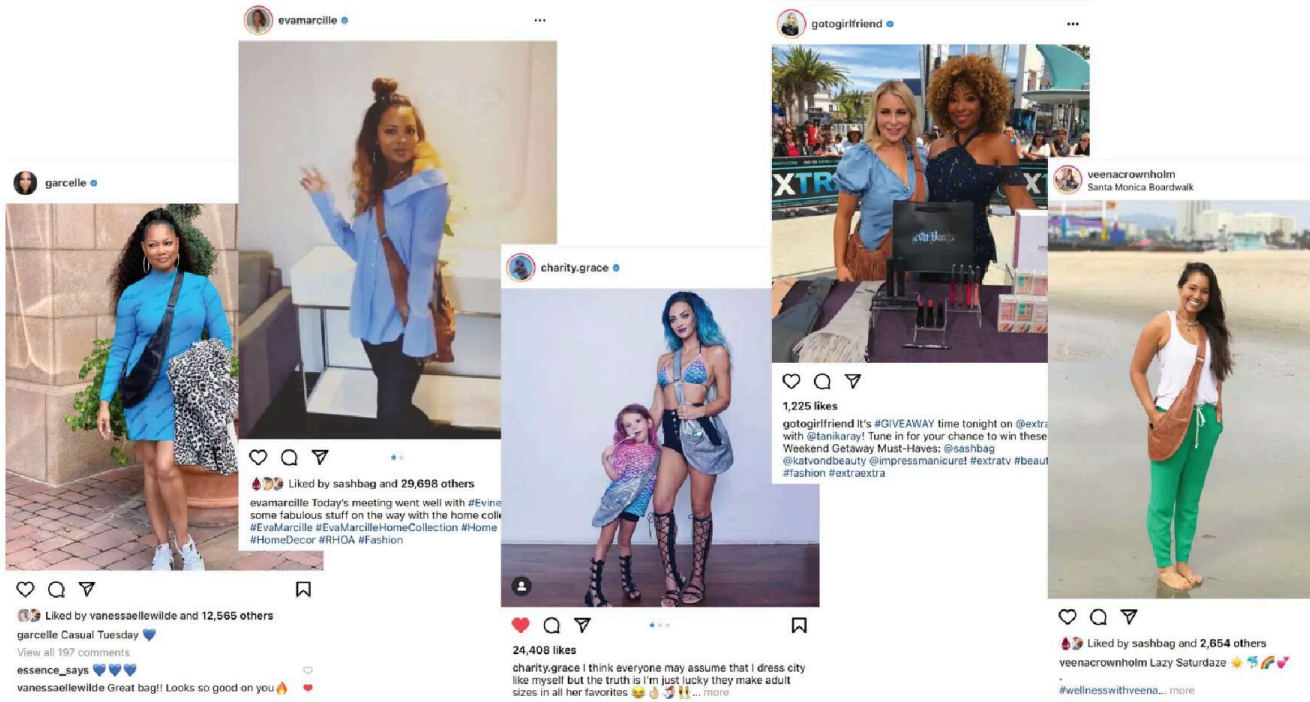 garcelle
Liked by vanessaellewilde and 12,565 others
garcelle Casual Tuesday 💙
View all 197 comments
essence_says 💙💙💙
vanessaellewilde Great bag!! Looks so good on you🔥
evamarcille
Liked by sashbag and 29,698 others
evamarcille Today's meeting went well with #Evine
some fabulous stuff on the way with the home colle
#EvaMarcille #EvaMarcilleHomeCollection #Home
#HomeDecor #RHOA #Fashion
charity.grace
24,408 likes
charity.grace I think everyone may assume that I dress city
like myself but the truth is I'm just lucky they make adult
sizes in all her favorites 😂👌🏼🧜‍♀️👯... more
gotogirlfriend
XTR
X
1,225 likes
gotogirlfriend It's #GIVEAWAY time tonight on @extra
with @tanikaray! Tune in for your chance to win these
Weekend Getaway Must-Haves: @sashbag
@katvondbeauty @impressmanicure! #extratv #beaut
#fashion #extraextra
veenacrownholm
Santa Monica Boardwalk
Liked by sashbag and 2,654 others
veenacrownholm Lazy Saturdaze ☀️🐬🌈💕
.
#wellnesswithveena... more